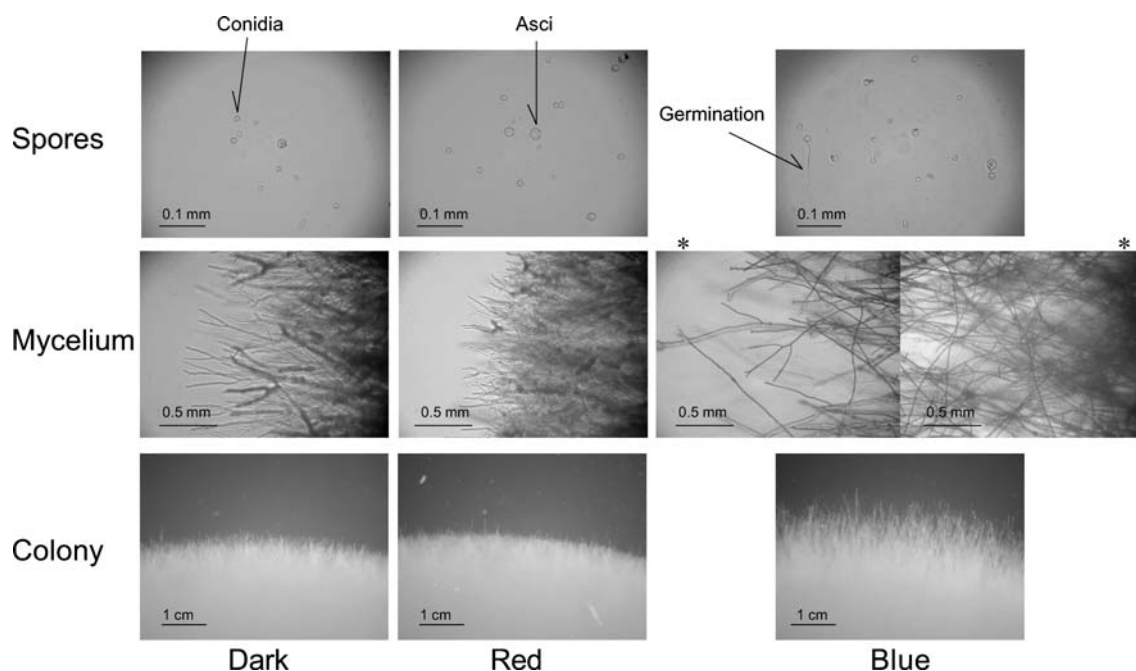 Conidia
Asci
Germination
Spores
0.1 mm
0.1 mm
0.1 mm
*
*
Mycelium
0.5 mm
0.5 mm
0.5 mm
0.5 mm
Colony
1 cm
1 cm
1 cm
Dark
Red
Blue